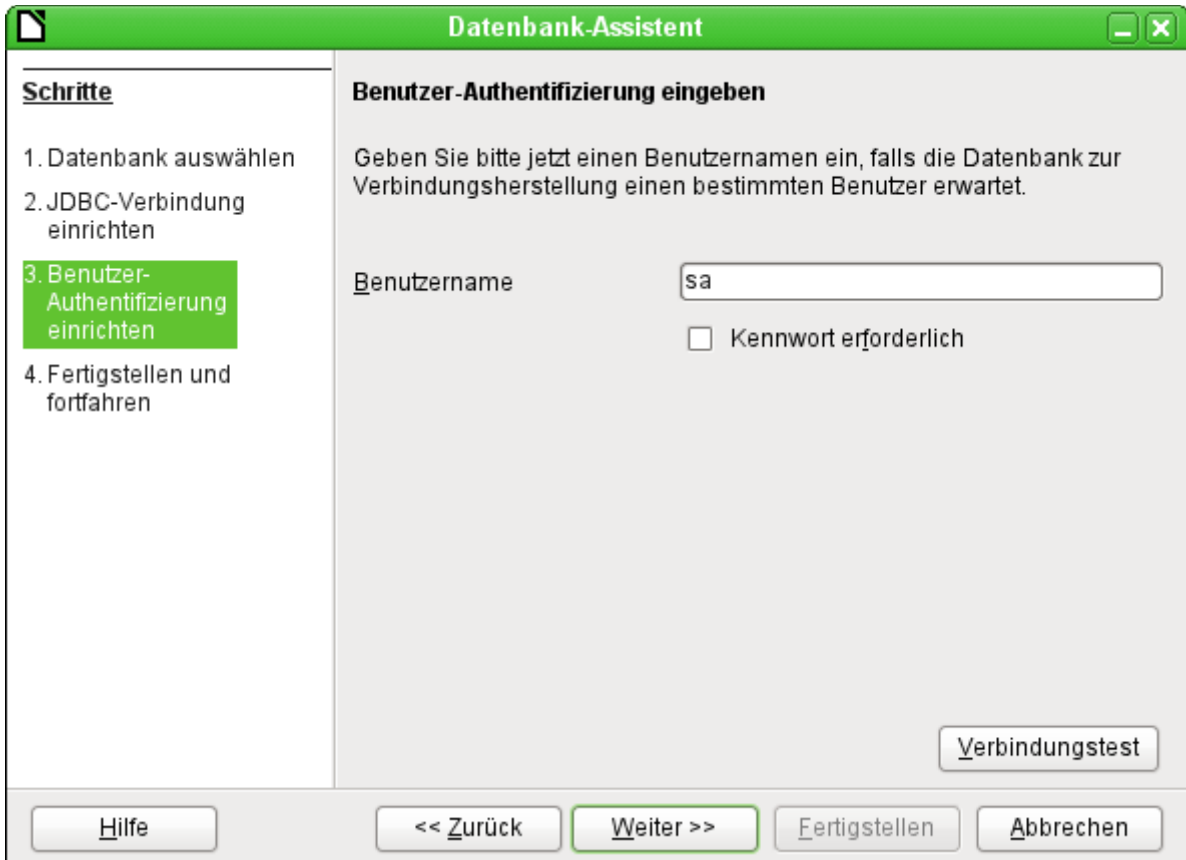 Datenbank-Assistent
Schritte
1. Datenbank auswählen
2. JDBC-Verbindung
einrichten
3. Benutzer-
Authentifizierung
einrichten
4. Fertigstellen und
fortfahren
Benutzer-Authentifizierung eingeben
Geben Sie bitte jetzt einen Benutzernamen ein, falls die Datenbank zur
Verbindungsherstellung einen bestimmten Benutzer erwartet.
Benutzername sa
Kennwort erforderlich
Verbindungstest
Hilfe << Zurück Weiter >> Fertigstellen Abbrechen